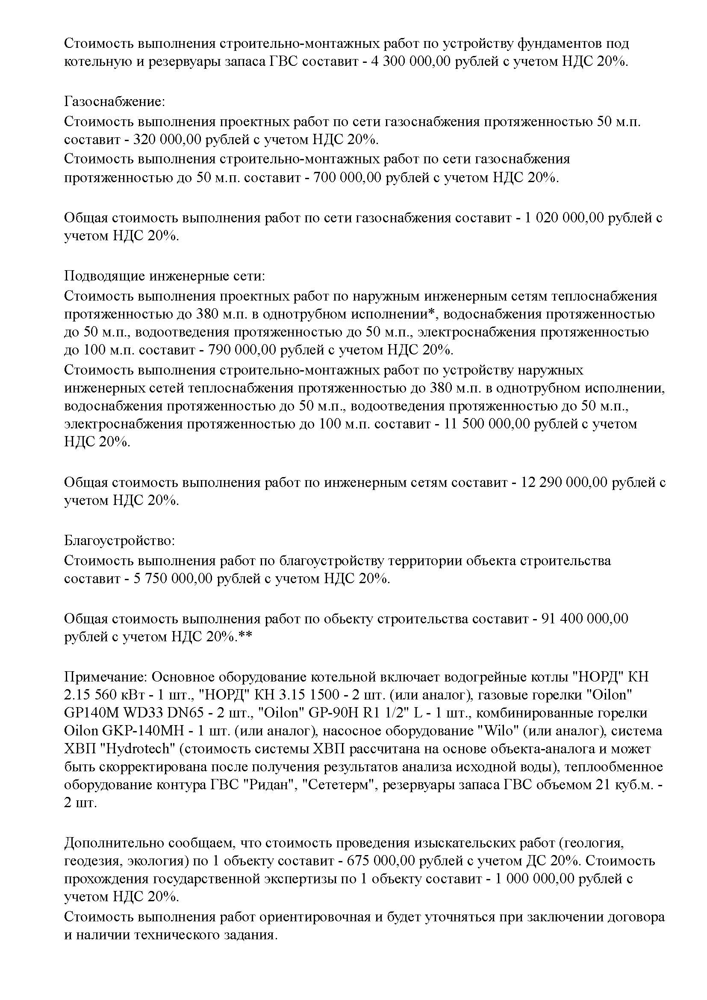 Стоимость выполнения строительно-монтажных работ по устройству фундаментов под
котельную и резервуары запаса ГВС составит - 4 300 000,00 рублей с учетом НДС 20%.
Газоснабжение:
Стоимость выполнения проектных работ по сети газоснабжения протяженностью 50 м.п.
составит - 320 000,00 рублей с учетом НДС 20%.
Стоимость выполнения строительно-монтажных работ по сети газоснабжения
протяженностью до 50 м.п. составит - 700 000,00 рублей с учетом НДС 20%.
Общая стоимость выполнения работ по сети газоснабжения составит - 1 020 000,00 рублей с
учетом НДС 20%.
Подводящие инженерные сети:
Стоимость выполнения проектных работ по наружным инженерным сетям теплоснабжения
протяженностью до 380 м.п. в однотрубном исполнении*, водоснабжения протяженностью
до 50 м.п., водоотведения протяженностью до 50 м.п., электроснабжения протяженностью
до 100 м.п. составит - 790 000,00 рублей с учетом НДС 20%.
Стоимость выполнения строительно-монтажных работ по устройству наружных
инженерных сетей теплоснабжения протяженностью до 380 м.п. в однотрубном исполнении,
водоснабжения протяженностью до 50 м.п., водоотведения протяженностью до 50 м.п.,
электроснабжения протяженностью до 100 м.п. составит - 11 500 000,00 рублей с учетом
НДС 20%.
Общая стоимость выполнения работ по инженерным сетям составит - 12 290 000,00 рублей с
учетом НДС 20%.
Благоустройство:
Стоимость выполнения работ по благоустройству территории объекта строительства
составит - 5 750 000,00 рублей с учетом НДС 20%.
Общая стоимость выполнения работ по обьекту строительства составит - 91 400 000,00
рублей с учетом НДС 20%.**
Примечание: Основное оборудование котельной включает водогрейные котлы "НОРД" КН
2.15 560 кВт - 1 шт., "НОРД" КН 3.15 1500 - 2 шт. (или аналог), газовые горелки "Oilon"
GP140M WD33 DN65 - 2 шт., "Oilon" GP-90H R1 1/2" L - 1 шт., комбинированные горелки
Oilon GKP-140MH - 1 шт. (или аналог), насосное оборудование "Wilo" (или аналог), система
ХВП "Hydrotech" (стоимость системы ХВП рассчитана на основе объекта-аналога и может
быть скорректирована после получения результатов анализа исходной воды), теплообменное
оборудование контура ГВС "Ридан", "Сететерм", резервуары запаса ГВС объемом 21 куб.м. -
2 шт.
Дополнительно сообщаем, что стоимость проведения изыскательских работ (геология,
геодезия, экология) по 1 объекту составит - 675 000,00 рублей с учетом ДС 20%. Стоимость
прохождения государственной экспертизы по 1 объекту составит - 1 000 000,00 рублей с
учетом НДС 20%.
Стоимость выполнения работ ориентировочная и будет уточняться при заключении договора
и наличии технического задания.